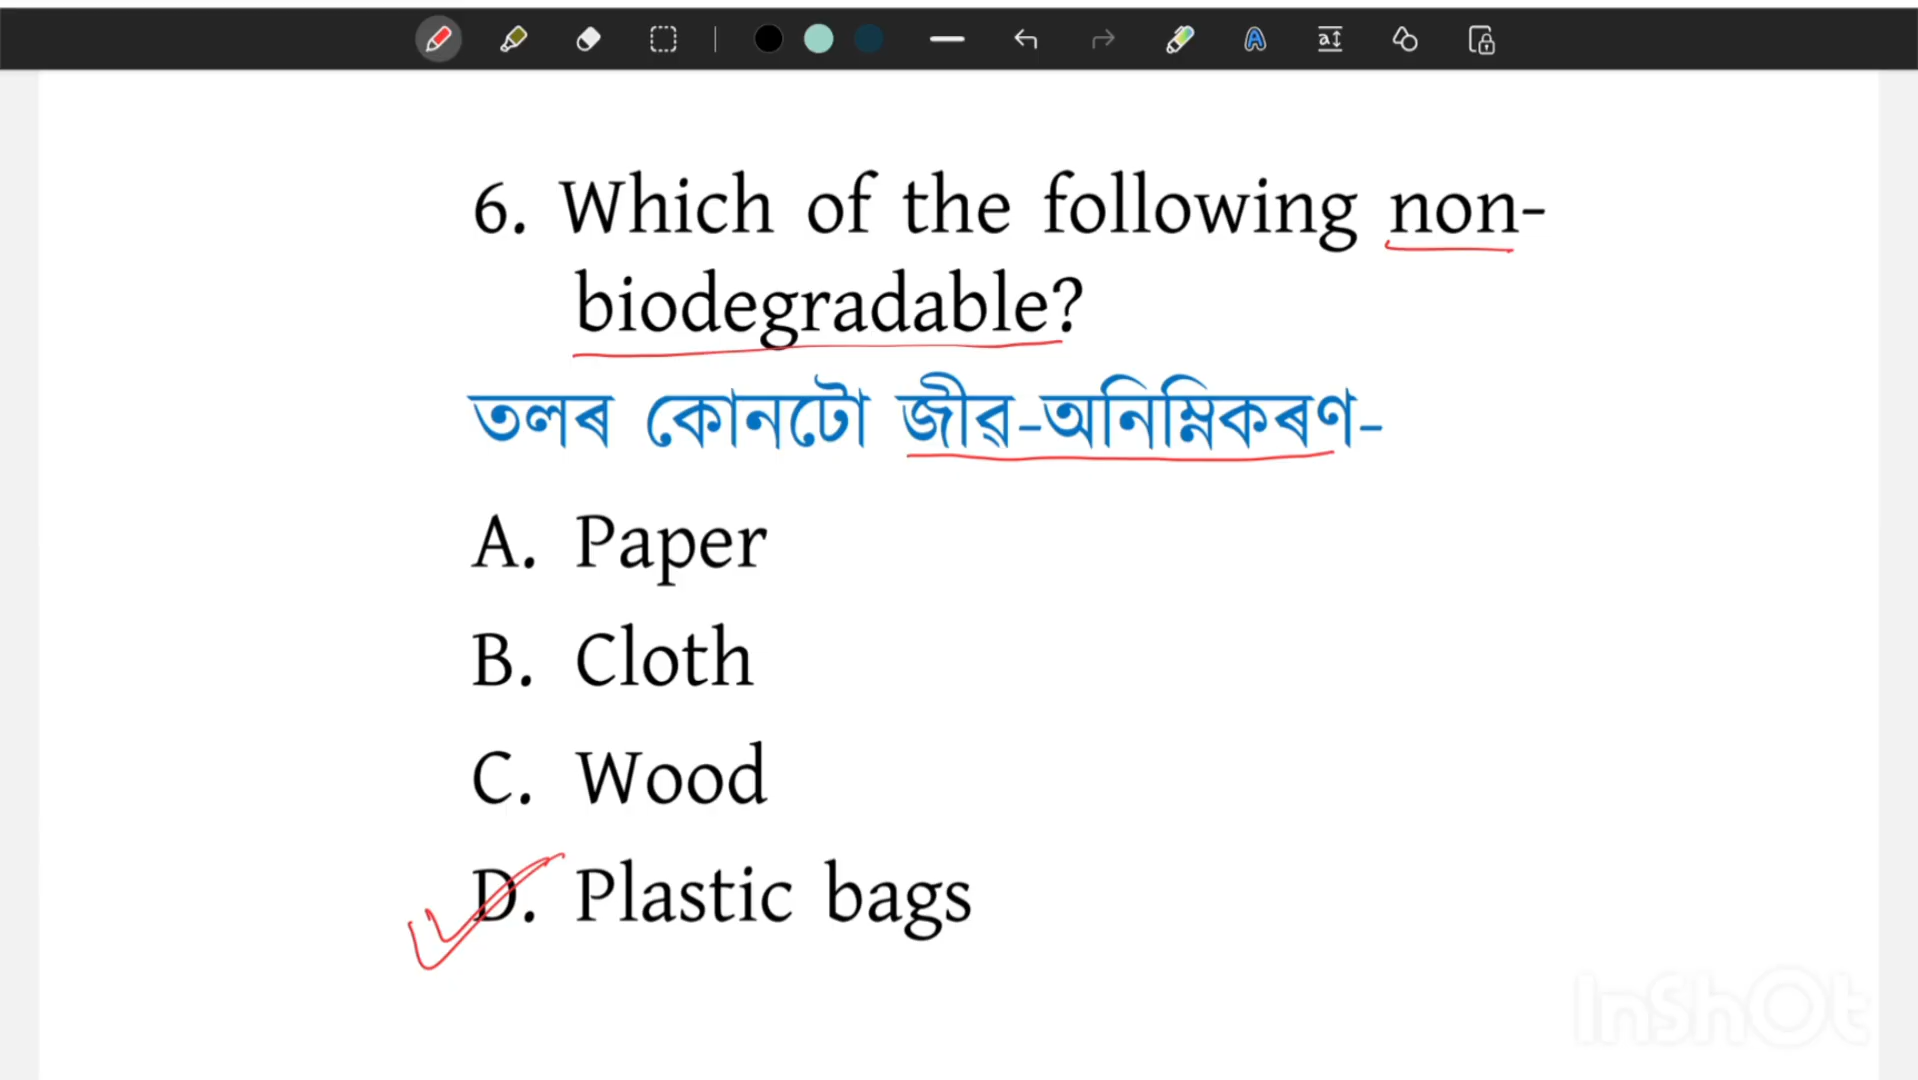 6. Which of the following non-
biodegradable?
তলৰ কোনটো জীৱ-অনিম্নিকৰণ-
A. Paper
B. Cloth
C. Wood
D. Plastic bags
InShOt